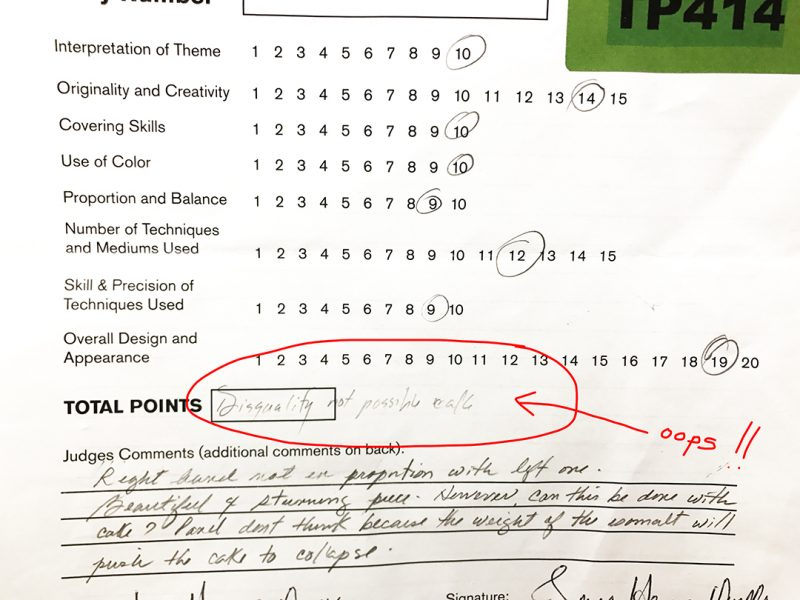 Number
TP414
Interpretation of Theme 1 2 3 4 5 6 7 8 9 10
Originality and Creativity 1 2 3 4 5 6 7 8 9 10 11 12 13 14 15
Covering Skills 1 2 3 4 5 6 7 8 9 10
Use of Color 1 2 3 4 5 6 7 8 9 10
Proportion and Balance 1 2 3 4 5 6 7 8 9 10
Number of Techniques
and Mediums Used 1 2 3 4 5 6 7 8 9 10 11 12 13 14 15
Skill & Precision of
Techniques Used 1 2 3 4 5 6 7 8 9 10
Overall Design and
Appearance 1 2 3 4 5 6 7 8 9 10 11 12 13 14 15 16 17 18 19 20
TOTAL POINTS Disquality not possible cake
oops !!
Judges Comments (additional comments on back):
Right band not in proportion with left one.
Beautiful & stunning piece. However, can this be done with
cake? Panel dont think because the weight of the isomalt will
push the cake to collapse.
Signature: